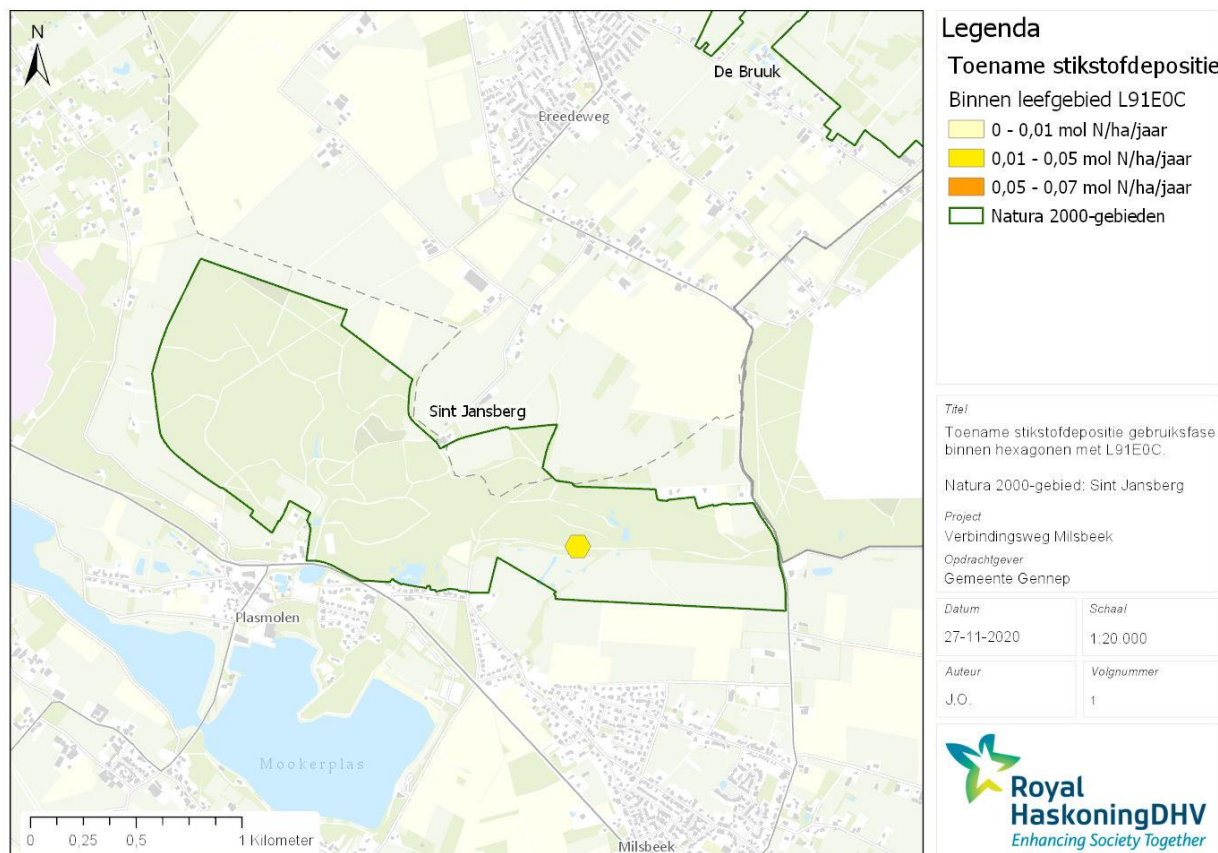 N
De Bruuk
Breedeweg
Sint Jansberg
Plasmolen
Mookerplas
Milsbeek
0 0,25 0,5 1 Kilometer
Legenda
Toename stikstofdepositie
Binnen leefgebied L91E0C
0 - 0,01 mol N/ha/jaar
0,01 - 0,05 mol N/ha/jaar
0,05 - 0,07 mol N/ha/jaar
Natura 2000-gebieden
Titel
Toename stikstofdepositie gebruiksfase
binnen hexagonen met L91E0C.
Natura 2000-gebied: Sint Jansberg
Project
Verbindingsweg Milsbeek
Opdrachtgever
Gemeente Gennep
Datum
27-11-2020
Schaal
1:20.000
Auteur
J.O.
Volgnummer
1
Royal
HaskoningDHV
Enhancing Society Together